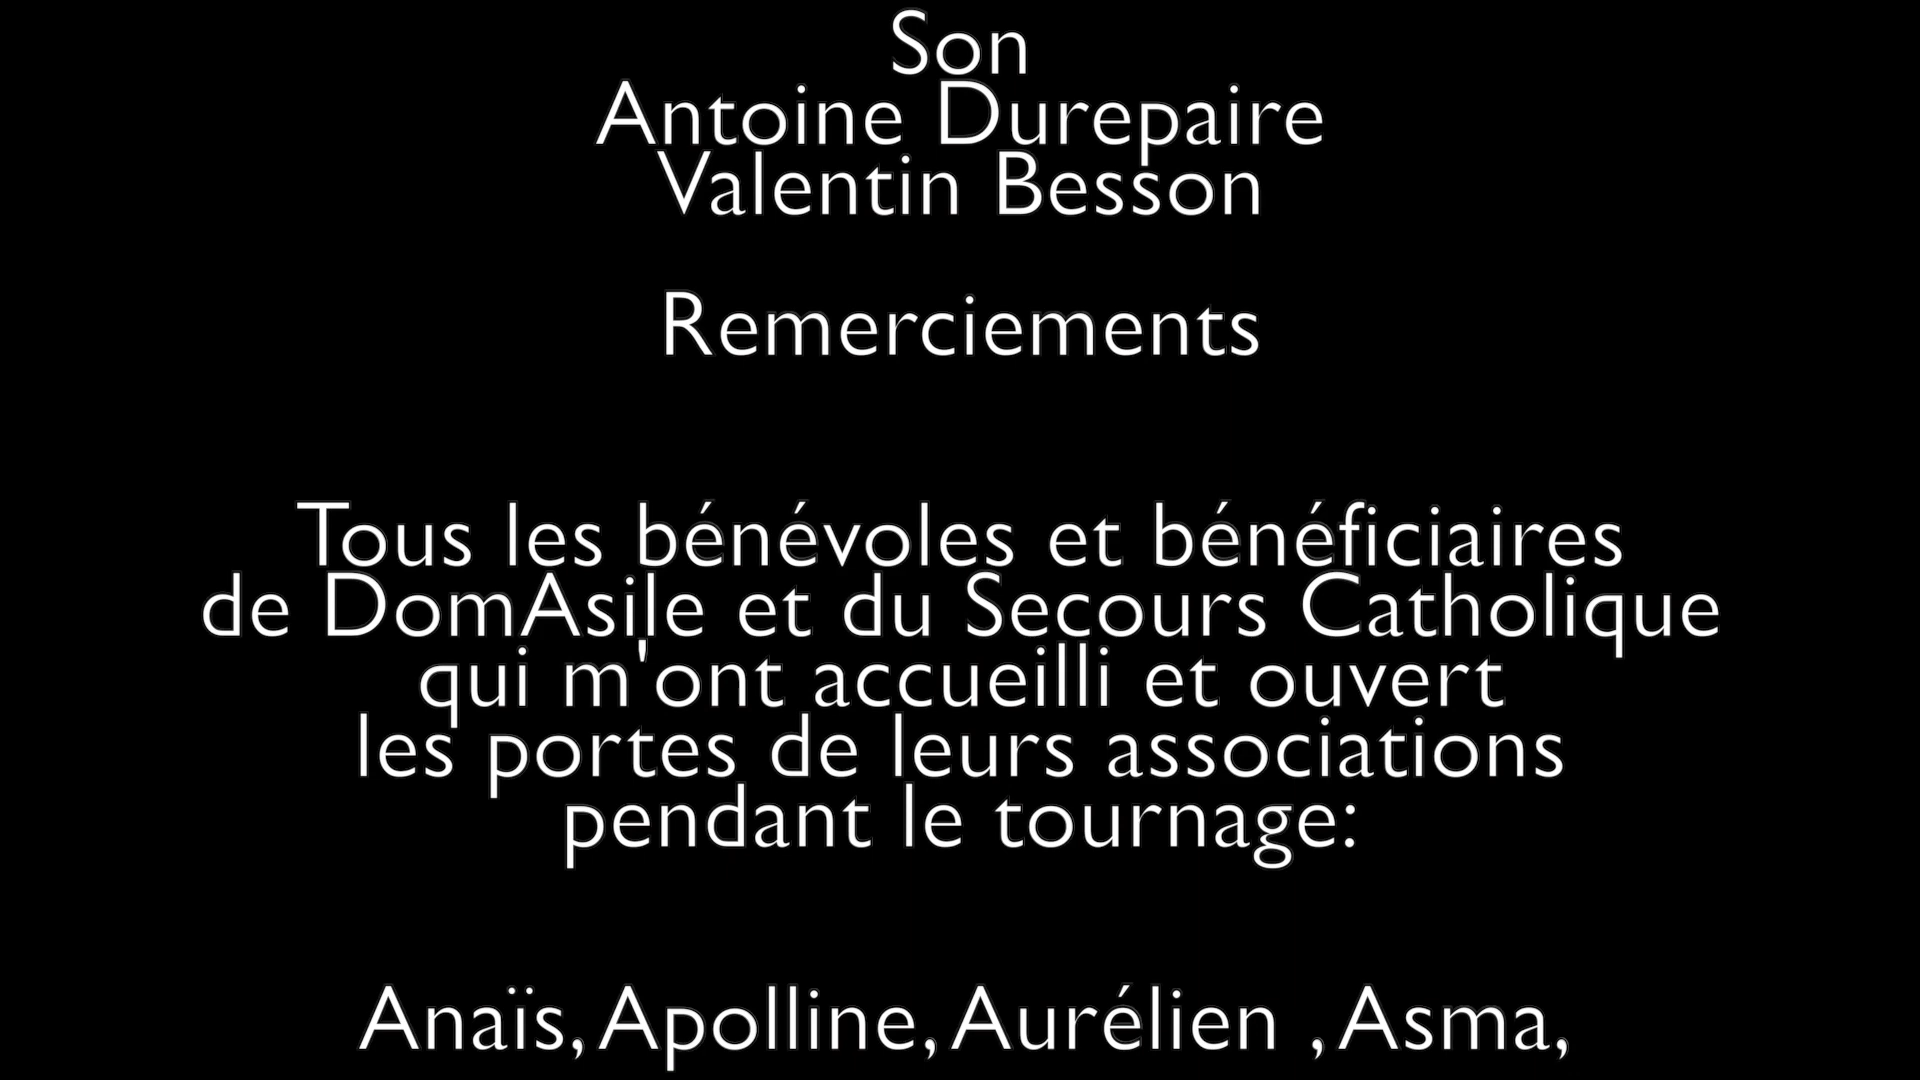 Son
Antoine Durepaire
Valentin Besson
Remerciements
Tous les bénévoles et bénéficiaires
de DomAsile et du Secours Catholique
qui m'ont accueilli et ouvert
les portes de leurs associations
pendant le tournage:
Anaïs, Apolline, Aurélien , Asma,